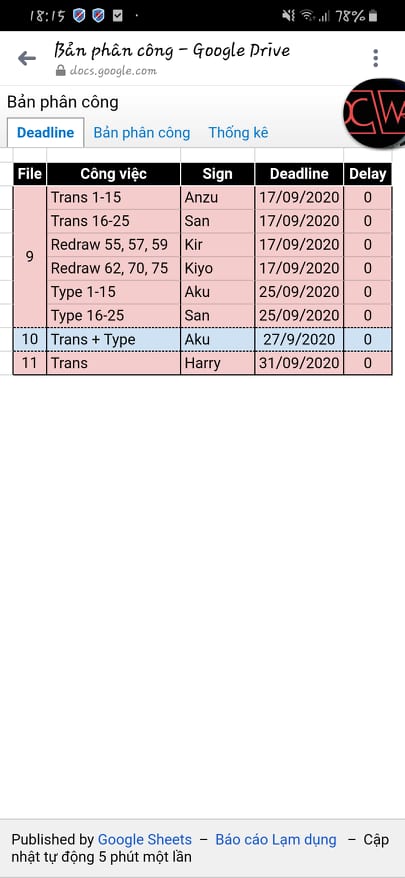 18:15 78%
Bản phân công – Google Drive
docs.google.com
Bản phân công
Deadline Bản phân công Thống kê
File Công việc Sign Deadline Delay
9
Trans 1-15 Anzu 17/09/2020 0
Trans 16-25 San 17/09/2020 0
Redraw 55, 57, 59 Kir 17/09/2020 0
Redraw 62, 70, 75 Kiyo 17/09/2020 0
Type 1-15 Aku 25/09/2020 0
Type 16-25 San 25/09/2020 0
10 Trans + Type Aku 27/9/2020 0
11 Trans Harry 31/09/2020 0
Published by Google Sheets – Báo cáo Lạm dụng – Cập
nhật tự động 5 phút một lần